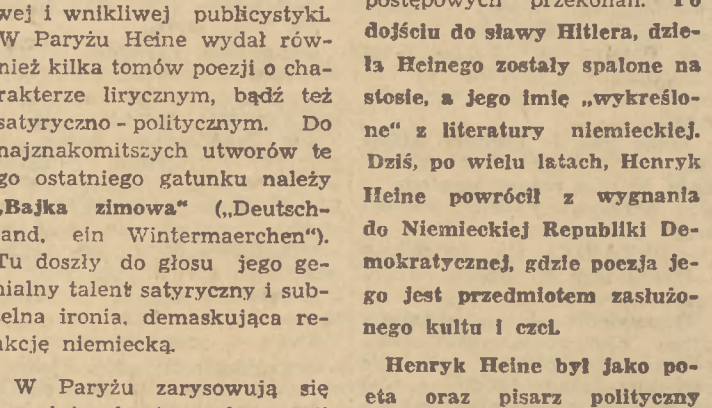 wej i wnikliwej publicystyki.
W Paryżu Heine wydał rów-
nież kilka tomów poezji o cha-
rakterze lirycznym, bądź też
satyryczno - politycznym. Do
najznakomitszych utworów te
go ostatniego gatunku należy
„Bajka zimowa" („Deutsch-
land, ein Wintermaerchen").
Tu doszły do głosu jego ge-
nialny talent satyryczny i sub-
telna ironia, demaskująca re-
akcję niemiecką.
W Paryżu zarysowują się
postępowych przekonań. Po
dojściu do sławy Hitlera, dzie-
ła Heinego zostały spalone na
stosie, a jego imię „wykreślo-
ne" z literatury niemieckiej.
Dziś, po wielu latach, Henryk
Heine powrócił z wygnania
do Niemieckiej Republiki De-
mokratycznej, gdzie poezja je-
go jest przedmiotem zasłużo-
nego kultu i czci.
Henryk Heine był jako po-
eta oraz pisarz polityczny